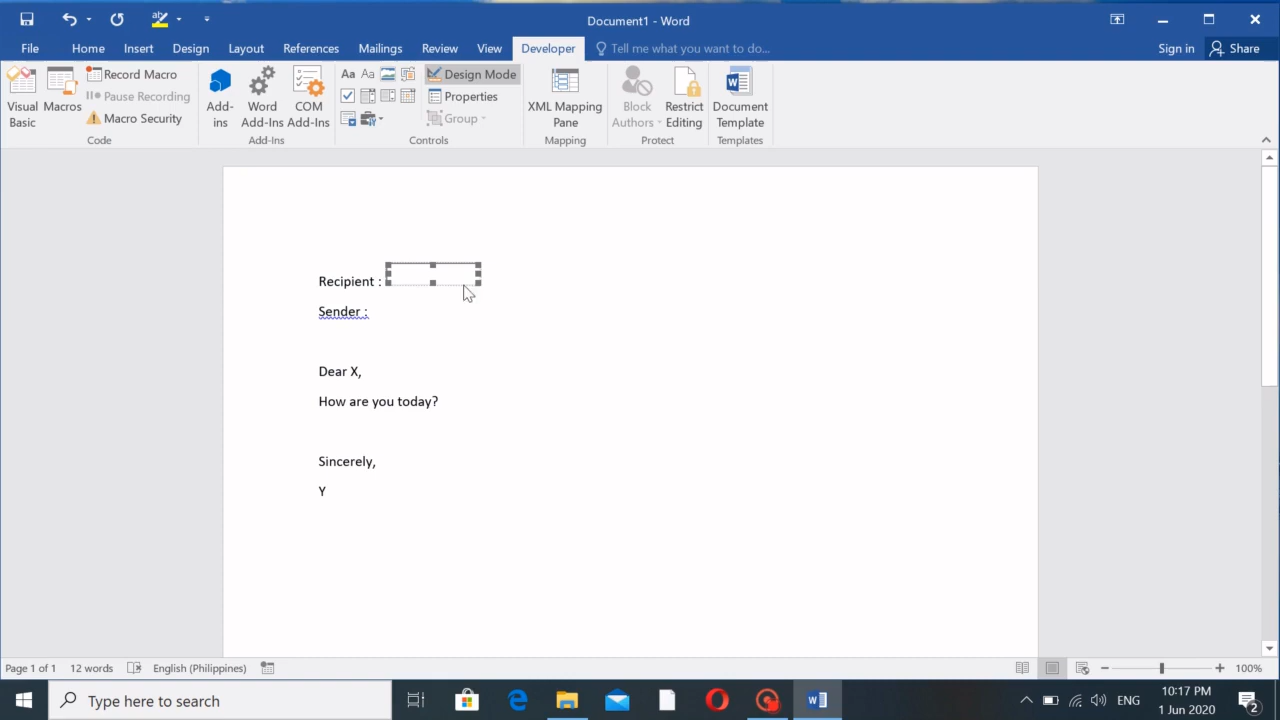 ab
Document1 - Word
File Home Insert Design Layout References Mailings Review View Developer Tell me what you want to do... Sign in Share
Visual Basic
Macros
Record Macro
Pause Recording
Macro Security
Code
Add-ins
Word Add-Ins
COM Add-Ins
Add-Ins
Aa Aa
Design Mode
Properties
Group
Controls
XML Mapping Pane
Mapping
Block Authors
Restrict Editing
Protect
Document Template
Templates
Recipient :
Sender :
Dear X,
How are you today?
Sincerely,
Y
Page 1 of 1 12 words English (Philippines) 100%
Type here to search
ENG
10:17 PM
1 Jun 2020
2